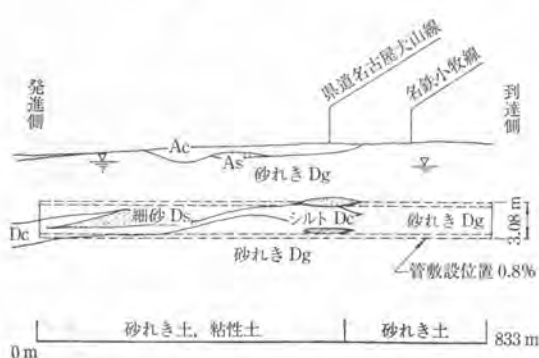 県道名古屋犬山線
名鉄小牧線
発進側
到達側
Ac
As
砂れき Dg
細砂 Ds
シルト Dc
砂れき Dg
Dc
3.08 m
砂れき Dg
管敷設位置 0.8%
砂れき土，粘性土
砂れき土
0 m
833 m